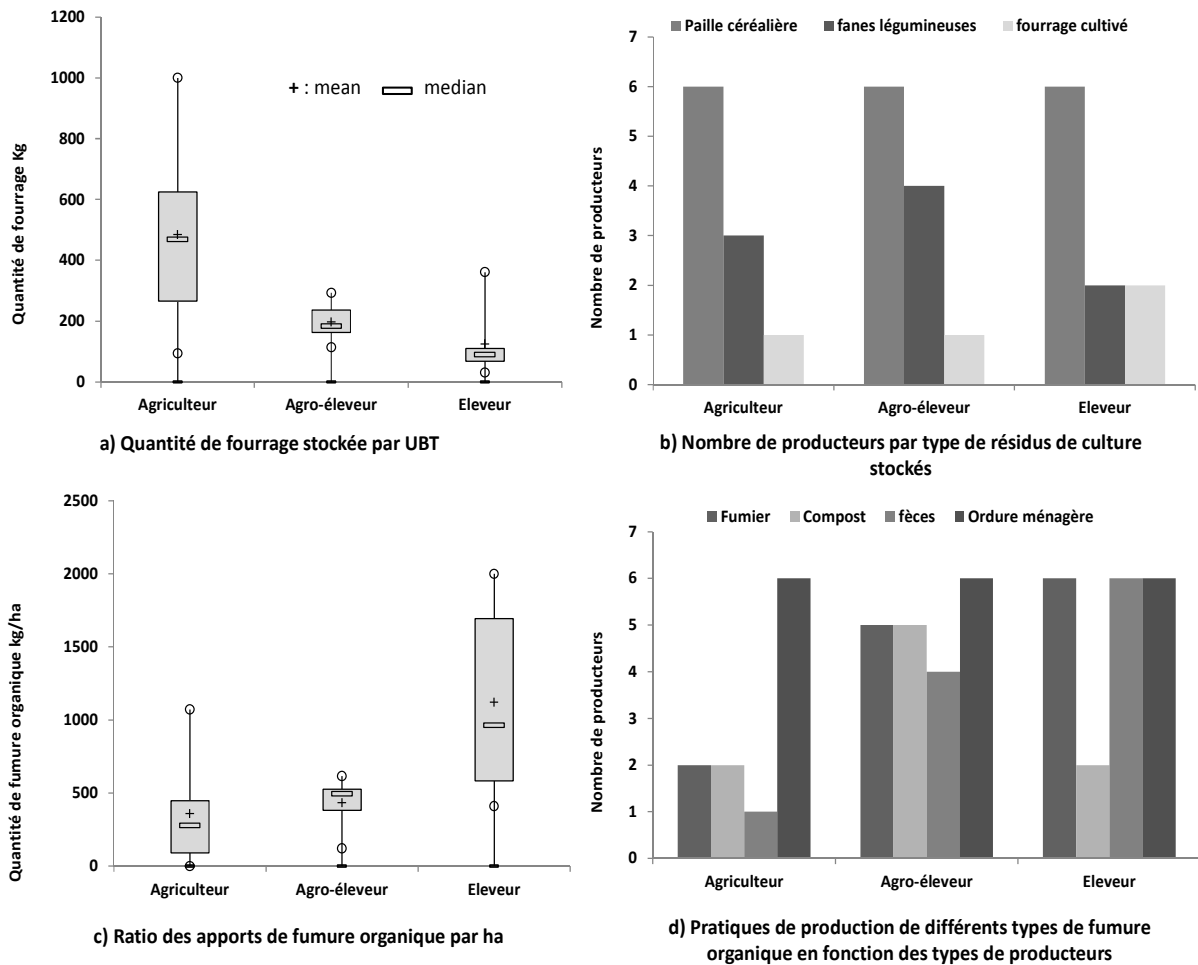 1200
1000
800
600
400
200
0
Quantité de fourrage Kg
+ : mean median
Agriculteur Agro-éleveur Eleveur
a) Quantité de fourrage stockée par UBT
Paille céréalière fanes légumineuses fourrage cultivé
7
6
5
4
3
2
1
0
Nombre de producteurs
Agriculteur Agro-éleveur Eleveur
b) Nombre de producteurs par type de résidus de culture
stockés
2500
2000
1500
1000
500
0
Quantité de fumure organique kg/ha
Agriculteur Agro-éleveur Eleveur
c) Ratio des apports de fumure organique par ha
Fumier Compost fèces Ordure ménagère
7
6
5
4
3
2
1
0
Nombre de producteurs
Agriculteur Agro-éleveur Eleveur
d) Pratiques de production de différents types de fumure
organique en fonction des types de producteurs